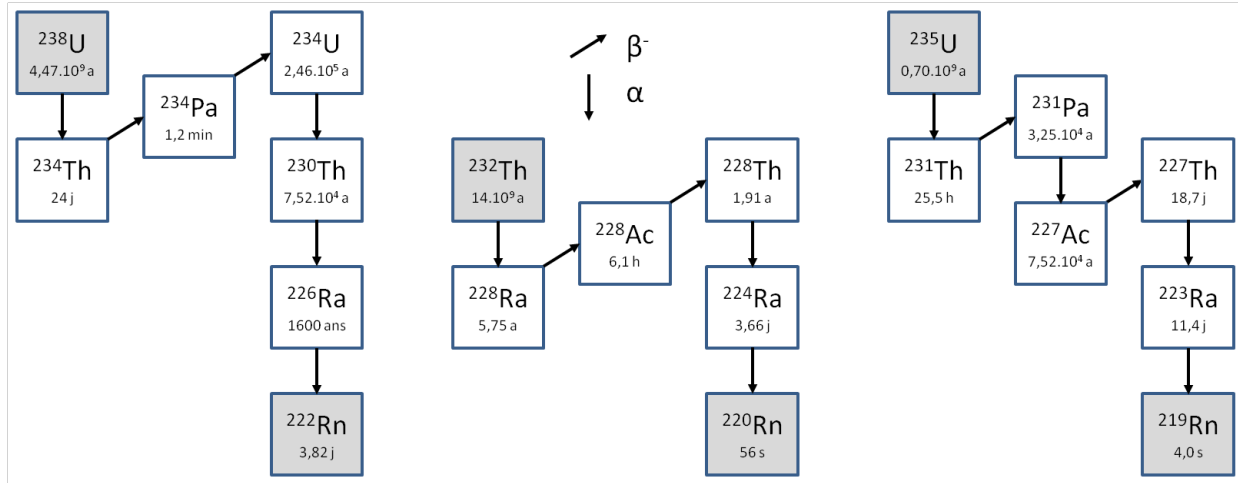 ²³⁸U
4,47.10⁹ a
²³⁴Th
24 j
²³⁴Pa
1,2 min
²³⁴U
2,46.10⁵ a
²³⁰Th
7,52.10⁴ a
²²⁶Ra
1600 ans
²²²Rn
3,82 j
β⁻
α
²³²Th
14.10⁹ a
²²⁸Ra
5,75 a
²²⁸Ac
6,1 h
²²⁸Th
1,91 a
²²⁴Ra
3,66 j
²²⁰Rn
56 s
²³⁵U
0,70.10⁹ a
²³¹Th
25,5 h
²³¹Pa
3,25.10⁴ a
²²⁷Ac
7,52.10⁴ a
²²⁷Th
18,7 j
²²³Ra
11,4 j
²¹⁹Rn
4,0 s